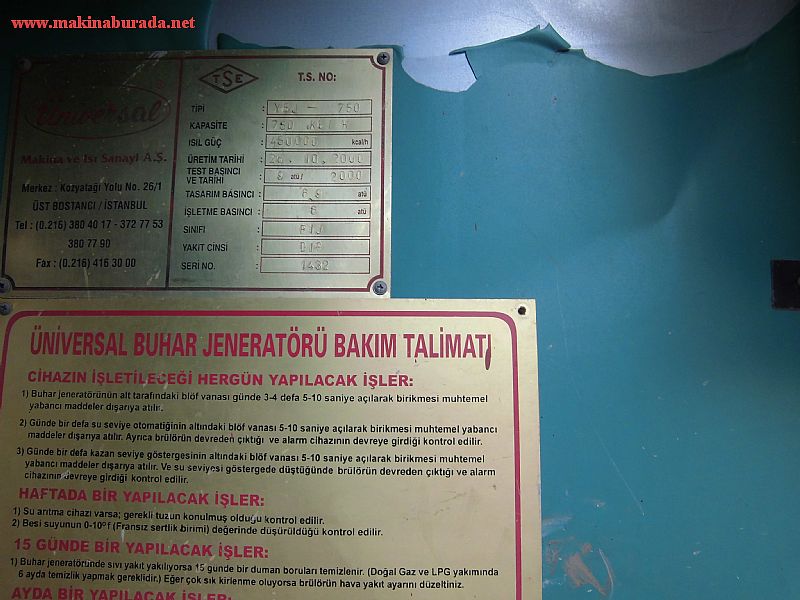 www.makinaburada.net
Üniversal
Makina ve Isı Sanayi A.Ş.
Merkez : Kozyatağı Yolu No. 26/1
ÜST BOSTANCI / İSTANBUL
Tel : (0.216) 380 40 17 - 372 77 53
380 77 90
Fax : (0.216) 416 30 00
TSE T.S. NO:
TİPİ : - 750
KAPASİTE : 750
ISIL GÜÇ : 450000 kcal/h
ÜRETİM TARİHİ : 10.2000
TEST BASINCI VE TARİHİ : 9 atü / 2000
TASARIM BASINCI : atü
İŞLETME BASINCI : 6 atü
SINIFI :
YAKIT CİNSİ :
SERİ NO. : 1432
ÜNİVERSAL BUHAR JENERATÖRÜ BAKIM TALİMATI
CİHAZIN İŞLETİLECEĞİ HERGÜN YAPILACAK İŞLER:
1) Buhar jeneratörünün alt tarafındaki blöf vanası günde 3-4 defa 5-10 saniye açılarak birikmesi muhtemel
yabancı maddeler dışarıya atılır.
2) Günde bir defa su seviye otomatiğinin altındaki blöf vanası 5-10 saniye açılarak birikmesi muhtemel
yabancı maddeler dışarıya atılır. Ayrıca brülörün devreden çıktığı ve alarm cihazının devreye girdiği kontrol edilir.
3) Günde bir defa kazan seviye göstergesinin altındaki blöf vanası 5-10 saniye açılarak birikmesi muhtemel
yabancı maddeler dışarıya atılır. Ve su seviyesi göstergede düştüğünde brülörün devreden çıktığı ve alarm
cihazının devreye girdiği kontrol edilir.
HAFTADA BİR YAPILACAK İŞLER:
1) Su arıtma cihazı varsa; gerekli tuzun konulmuş olduğu kontrol edilir.
2) Besi suyunun 0-10°f (Fransız sertlik birimi) değerinde düşürüldüğü kontrol edilir.
15 GÜNDE BİR YAPILACAK İŞLER:
1) Buhar jeneratöründe sıvı yakıt yakılıyorsa 15 günde bir duman boruları temizlenir. (Doğal Gaz ve LPG yakımında
6 ayda temizlik yapmak gereklidir.) Eğer çok sık kirlenme oluyorsa brülörün hava yakıt ayarını düzeltiniz.
AYDA BİR YAPILACAK İŞLER: